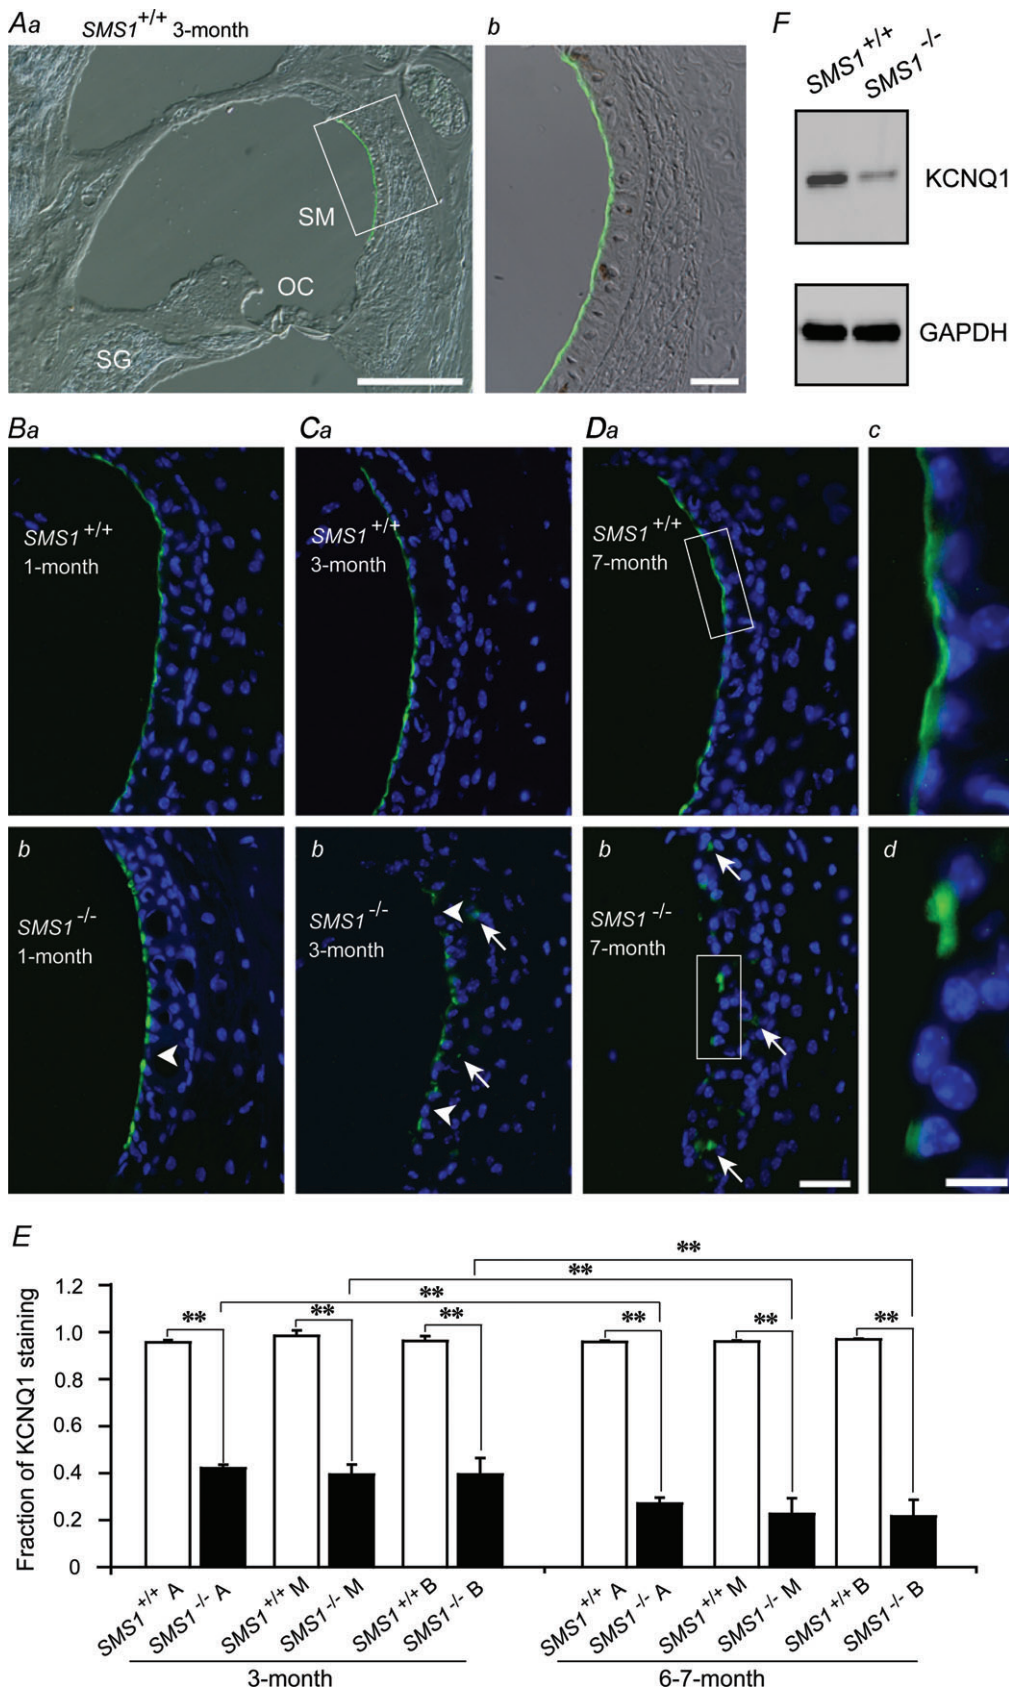 Aa SMS1+/+ 3-month
b
F
SM
OC
SG
SMS1+/+
SMS1-/-
KCNQ1
GAPDH
Ba
Ca
Da
c
SMS1+/+
1-month
SMS1+/+
3-month
SMS1+/+
7-month
b
b
b
d
SMS1-/-
1-month
SMS1-/-
3-month
SMS1-/-
7-month
E
Fraction of KCNQ1 staining
1.2
1.0
0.8
0.6
0.4
0.2
0
**
**
**
**
**
**
**
**
**
SMS1+/+ A
SMS1-/- A
SMS1+/+ M
SMS1-/- M
SMS1+/+ B
SMS1-/- B
SMS1+/+ A
SMS1-/- A
SMS1+/+ M
SMS1-/- M
SMS1+/+ B
SMS1-/- B
3-month
6-7-month